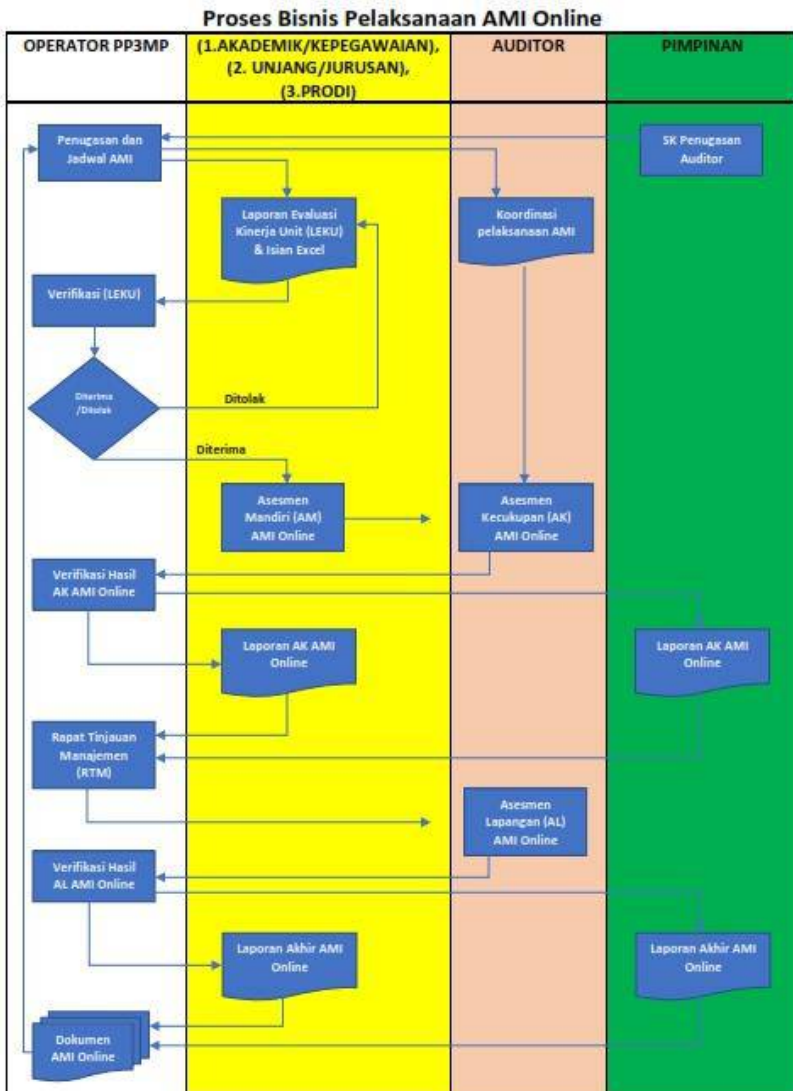 Proses Bisnis Pelaksanaan AMI Online
OPERATOR PP3MP
(1.AKADEMIK/KEPEGAWAIAN),
(2. UNJANG/JURUSAN),
(3.PRODI)
AUDITOR
PIMPINAN
Penugasan dan
Jadwal AMI
SK Penugasan
Auditor
Laporan Evaluasi
Kinerja Unit (LEKU)
& Isian Excel
Koordinasi
pelaksanaan AMI
Verifikasi (LEKU)
Diterima
/Ditolak
Ditolak
Diterima
Asesmen
Mandiri (AM)
AMI Online
Asesmen
Kecukupan (AK)
AMI Online
Verifikasi Hasil
AK AMI Online
Laporan AK AMI
Online
Laporan AK AMI
Online
Rapat Tinjauan
Manajemen
(RTM)
Asesmen
Lapangan (AL)
AMI Online
Verifikasi Hasil
AL AMI Online
Laporan Akhir AMI
Online
Laporan Akhir AMI
Online
Dokumen
AMI Online